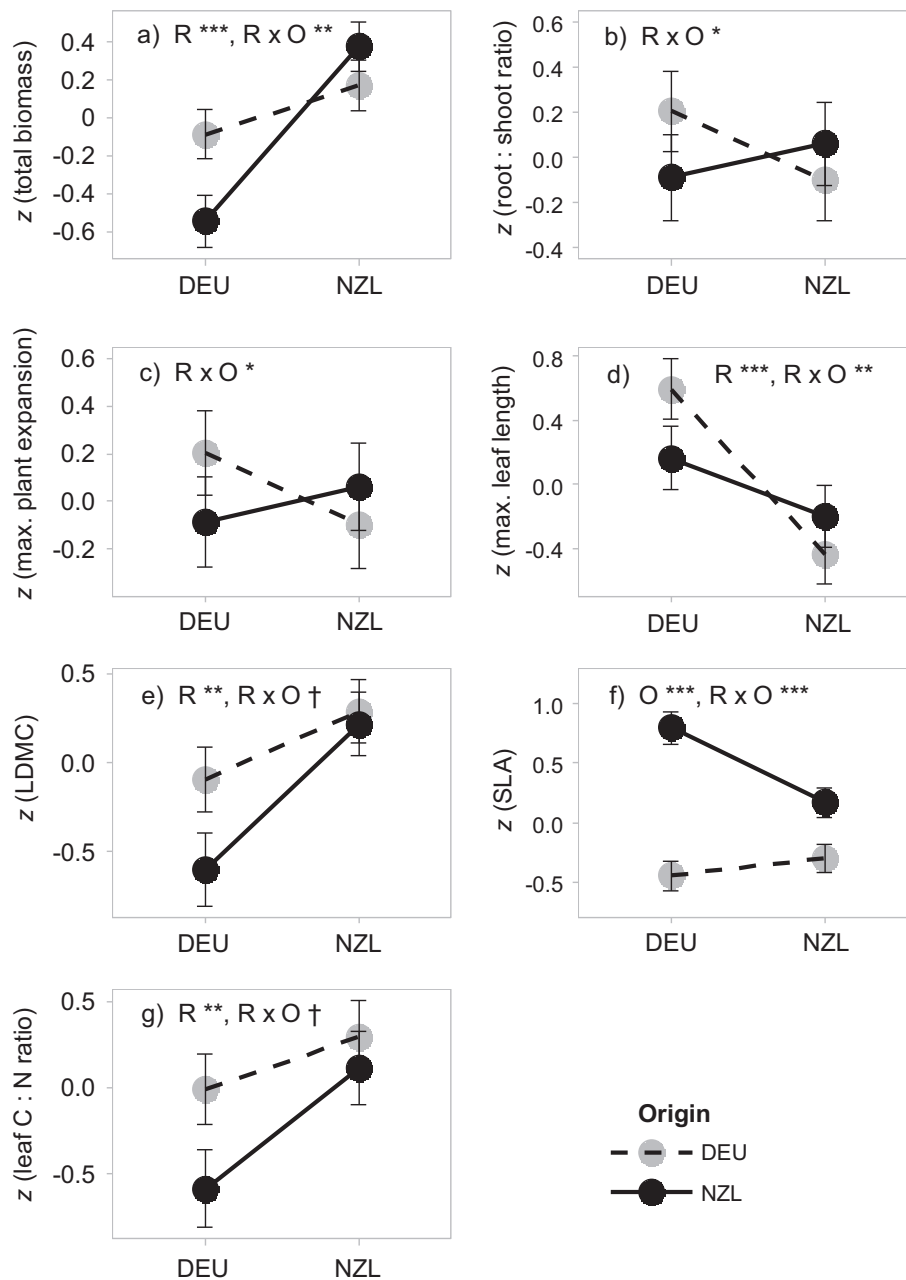 a) R ***, R x O **
z (total biomass)
0.4
0.2
0
-0.2
-0.4
-0.6
DEU NZL
b) R x O *
z (root : shoot ratio)
0.6
0.4
0.2
0.0
-0.2
-0.4
DEU NZL
c) R x O *
z (max. plant expansion)
0.6
0.4
0.2
0.0
-0.2
DEU NZL
d) R ***, R x O **
z (max. leaf length)
0.8
0.4
0.0
-0.4
DEU NZL
e) R **, R x O †
z (LDMC)
0.5
0.0
-0.5
DEU NZL
f) O ***, R x O ***
z (SLA)
1.0
0.5
0.0
-0.5
DEU NZL
g) R **, R x O †
z (leaf C : N ratio)
0.5
0.0
-0.5
DEU NZL
Origin
DEU
NZL